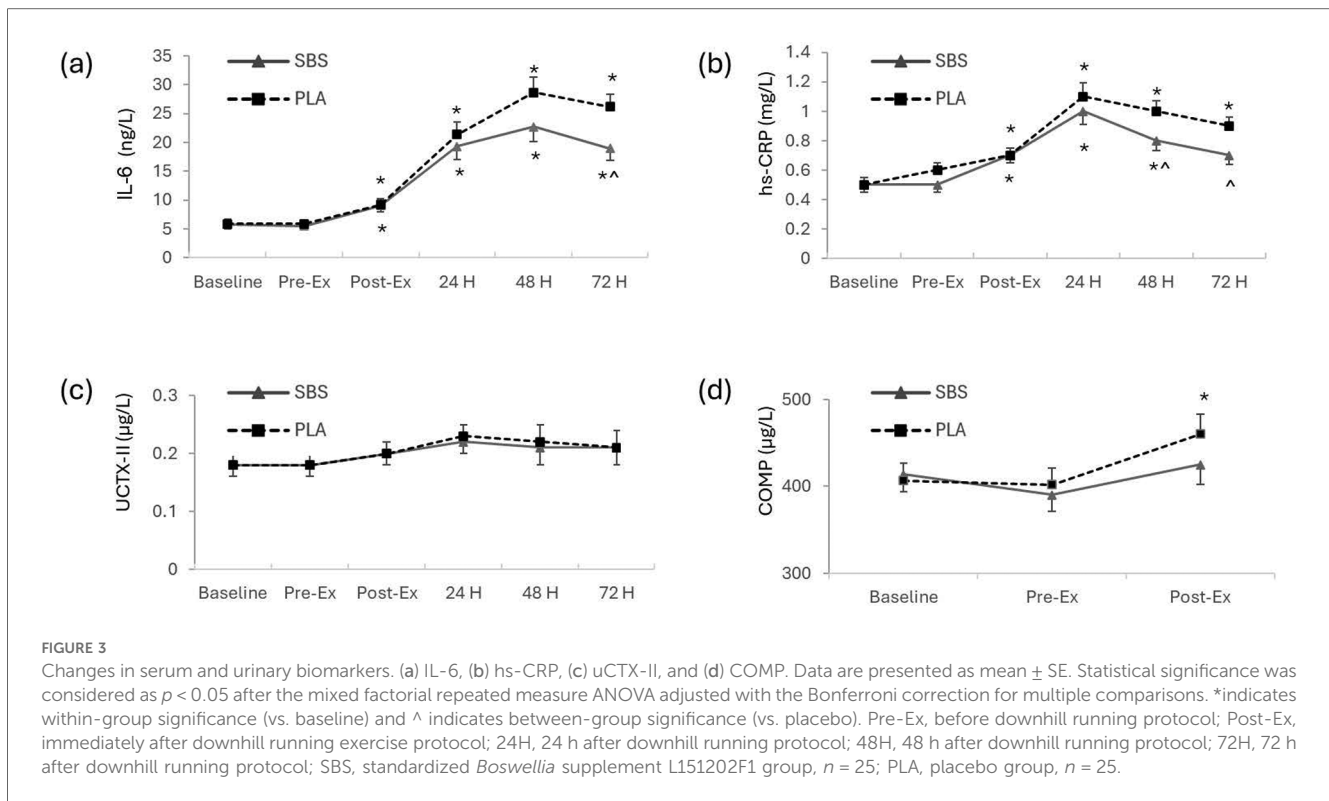 (a)
35
30
25
20
15
10
5
0
IL-6 (ng/L)
SBS
PLA
* * * *
* * * *^
Baseline Pre-Ex Post-Ex 24 H 48 H 72 H
(b)
1.4
1.2
1
0.8
0.6
0.4
0.2
0
hs-CRP (mg/L)
SBS
PLA
* * * *
* * *^ ^
Baseline Pre-Ex Post-Ex 24 H 48 H 72 H
(c)
0.3
0.2
0.1
0
UCTX-II (µg/L)
SBS
PLA
Baseline Pre-Ex Post-Ex 24 H 48 H 72 H
(d)
500
400
300
COMP (µg/L)
SBS
PLA
*
Baseline Pre-Ex Post-Ex
FIGURE 3
Changes in serum and urinary biomarkers. (a) IL-6, (b) hs-CRP, (c) uCTX-II, and (d) COMP. Data are presented as mean ± SE. Statistical significance was
considered as p < 0.05 after the mixed factorial repeated measure ANOVA adjusted with the Bonferroni correction for multiple comparisons. *indicates
within-group significance (vs. baseline) and ^ indicates between-group significance (vs. placebo). Pre-Ex, before downhill running protocol; Post-Ex,
immediately after downhill running exercise protocol; 24H, 24 h after downhill running protocol; 48H, 48 h after downhill running protocol; 72H, 72 h
after downhill running protocol; SBS, standardized Boswellia supplement L151202F1 group, n = 25; PLA, placebo group, n = 25.